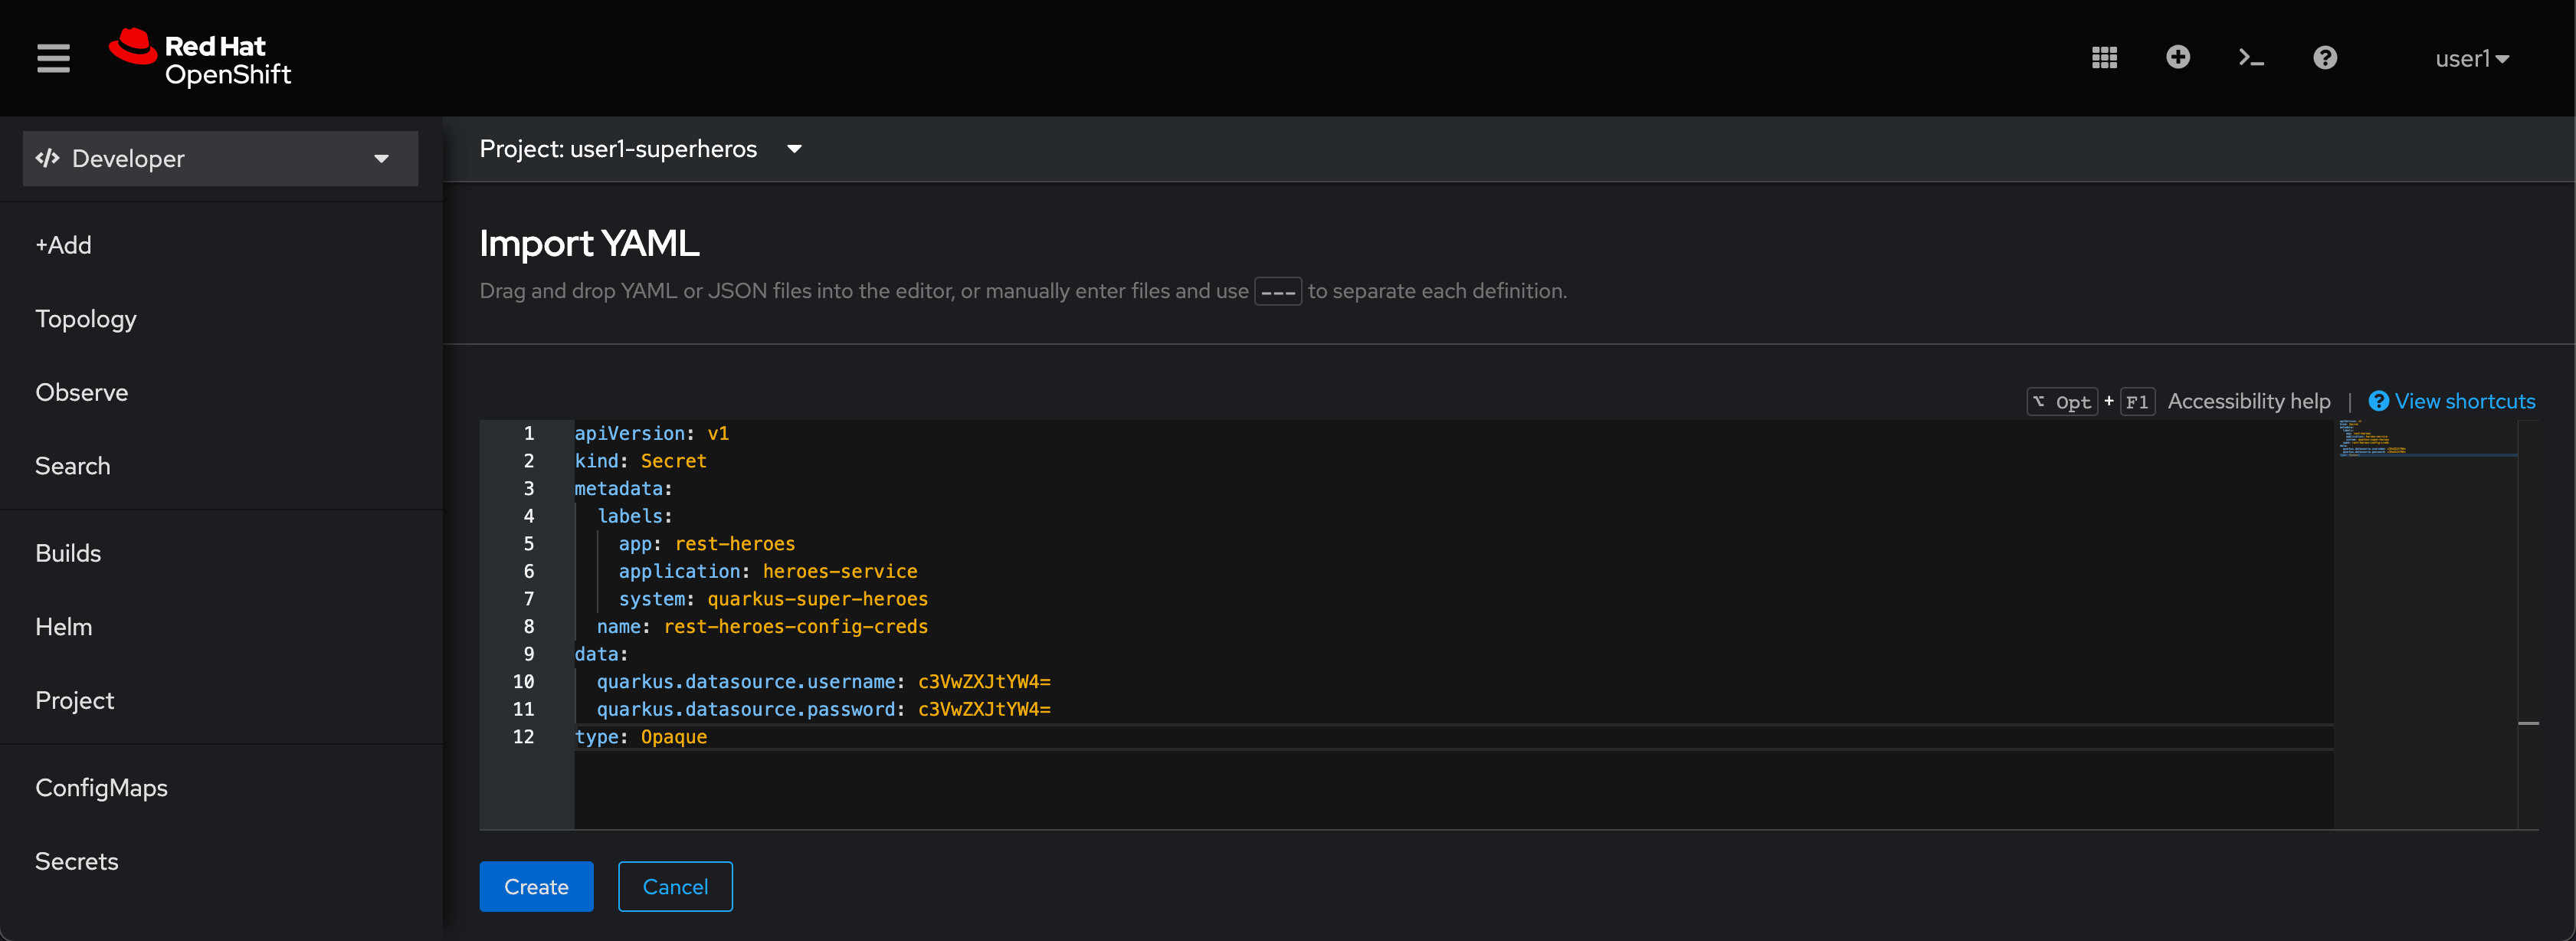 Red Hat
OpenShift
user1
Developer
+Add
Topology
Observe
Search
Builds
Helm
Project
ConfigMaps
Secrets
Project: user1-superheros
Import YAML
Drag and drop YAML or JSON files into the editor, or manually enter files and use --- to separate each definition.
⌥ Opt + F1 Accessibility help | View shortcuts
1 apiVersion: v1
2 kind: Secret
3 metadata:
4 labels:
5 app: rest-heroes
6 application: heroes-service
7 system: quarkus-super-heroes
8 name: rest-heroes-config-creds
9 data:
10 quarkus.datasource.username: c3VwZXJtYW4=
11 quarkus.datasource.password: c3VwZXJtYW4=
12 type: Opaque
Create Cancel